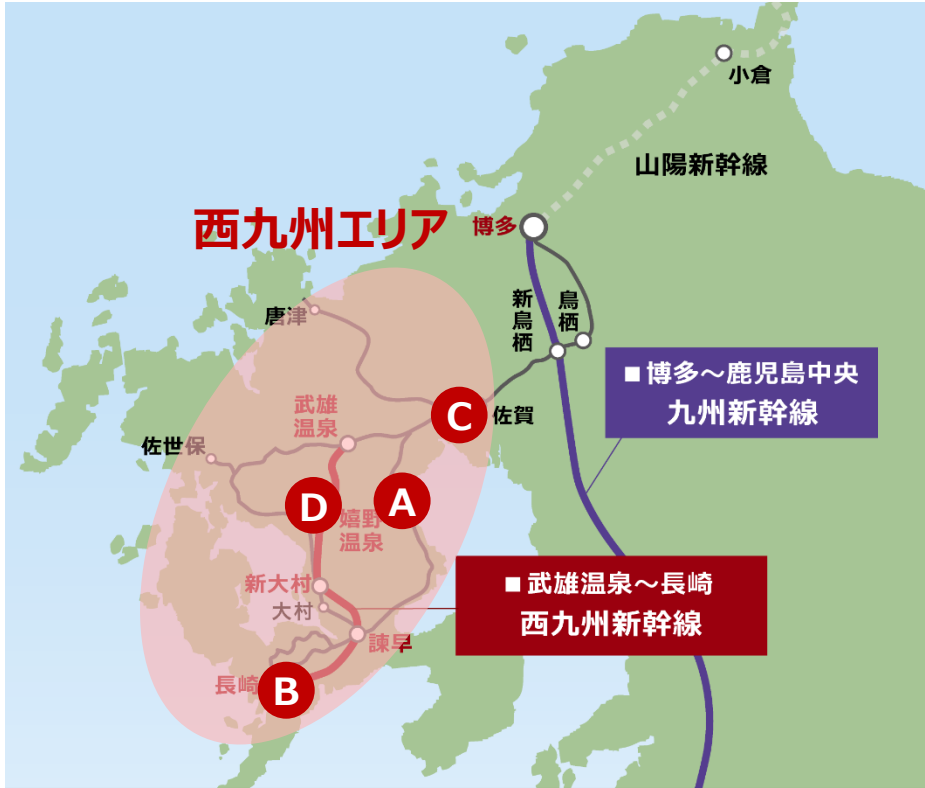 小倉
山陽新幹線
西九州エリア
博多
新鳥栖
鳥栖
唐津
■博多～鹿児島中央
九州新幹線
武雄
温泉
C
佐賀
佐世保
D
A
嬉野
温泉
新大村
大村
■武雄温泉～長崎
西九州新幹線
諫早
長崎
B